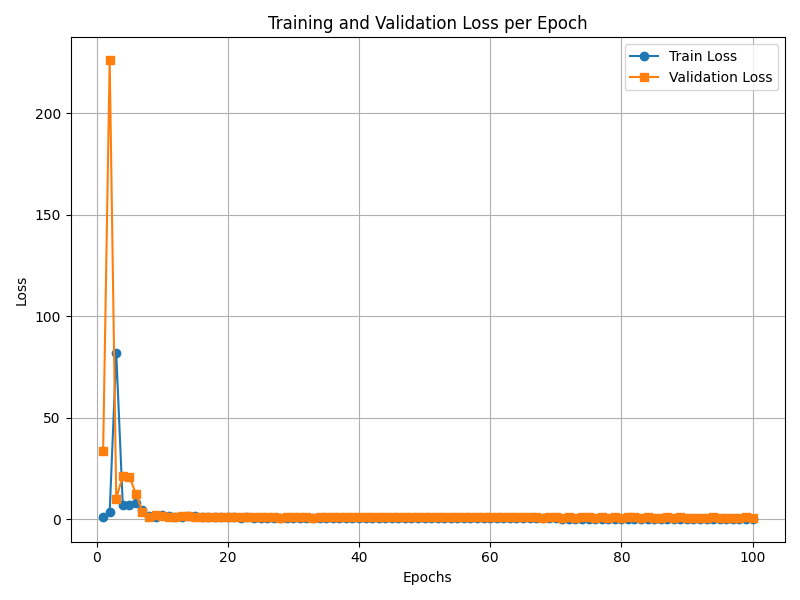 Training and Validation Loss per Epoch
Train Loss
Validation Loss
200
150
100
50
0
Loss
0 20 40 60 80 100
Epochs